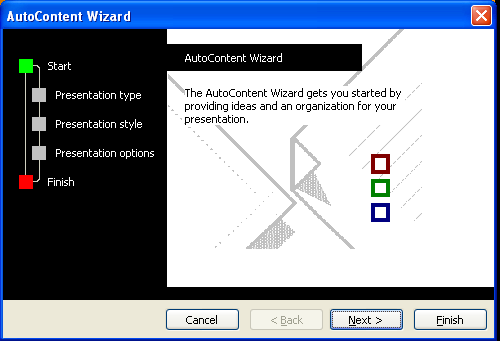 AutoContent Wizard
Start
Presentation type
Presentation style
Presentation options
Finish
AutoContent Wizard
The AutoContent Wizard gets you started by
providing ideas and an organization for your
presentation.
Cancel
< Back
Next >
Finish